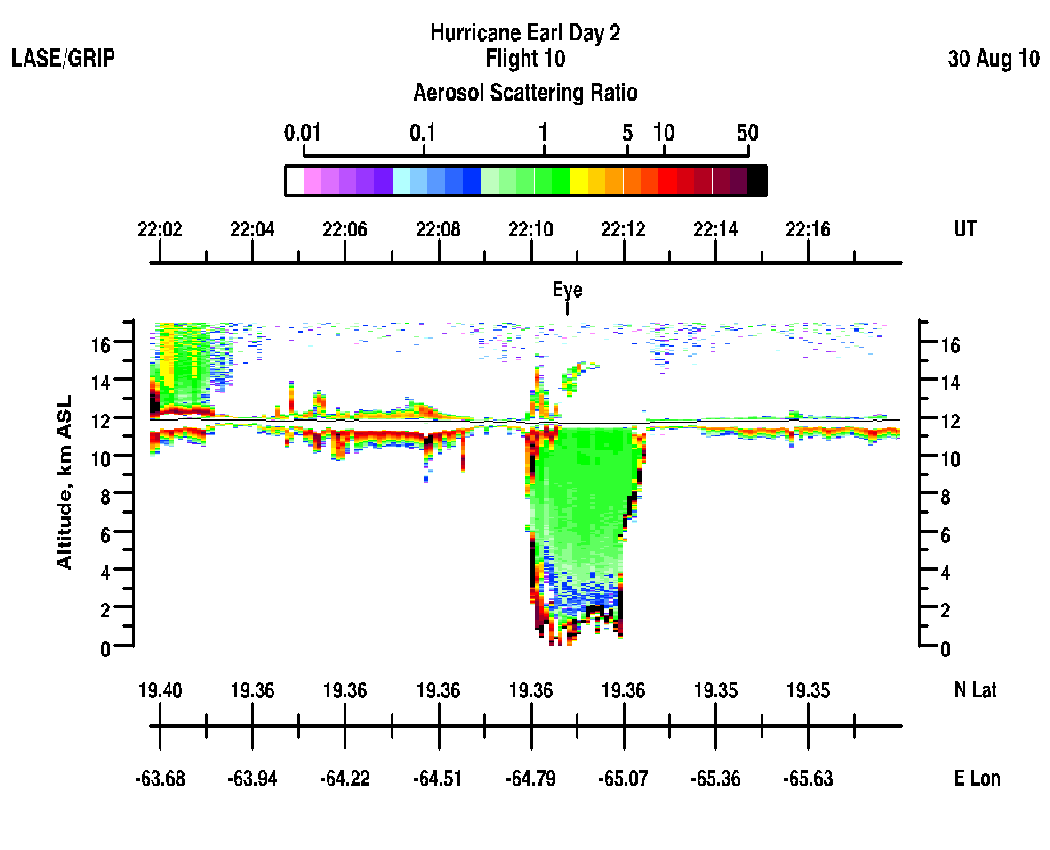 Hurricane Earl Day 2
LASE/GRIP Flight 10 30 Aug 10
Aerosol Scattering Ratio
0.01 0.1 1 5 10 50
22:02 22:04 22:06 22:08 22:10 22:12 22:14 22:16 UT
Eye
16 16
14 14
12 12
10 10
8 8
6 6
4 4
2 2
0 0
Altitude, km ASL
19.40 19.36 19.36 19.36 19.36 19.36 19.35 19.35 N Lat
-63.68 -63.94 -64.22 -64.51 -64.79 -65.07 -65.36 -65.63 E Lon